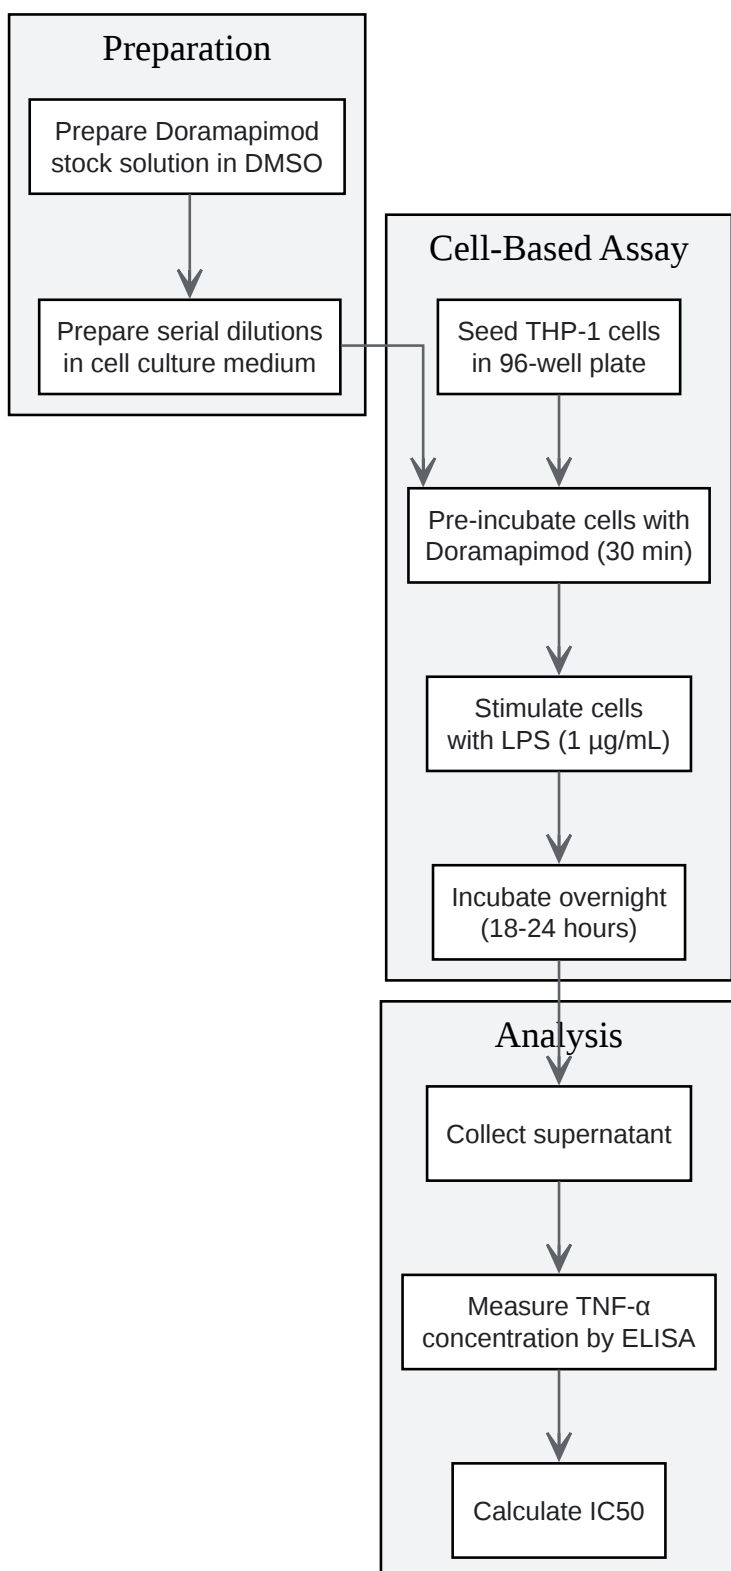 Preparation
Prepare Doramapimod
stock solution in DMSO
Prepare serial dilutions
in cell culture medium
Cell-Based Assay
Seed THP-1 cells
in 96-well plate
Pre-incubate cells with
Doramapimod (30 min)
Stimulate cells
with LPS (1 µg/mL)
Incubate overnight
(18-24 hours)
Analysis
Collect supernatant
Measure TNF-α
concentration by ELISA
Calculate IC50